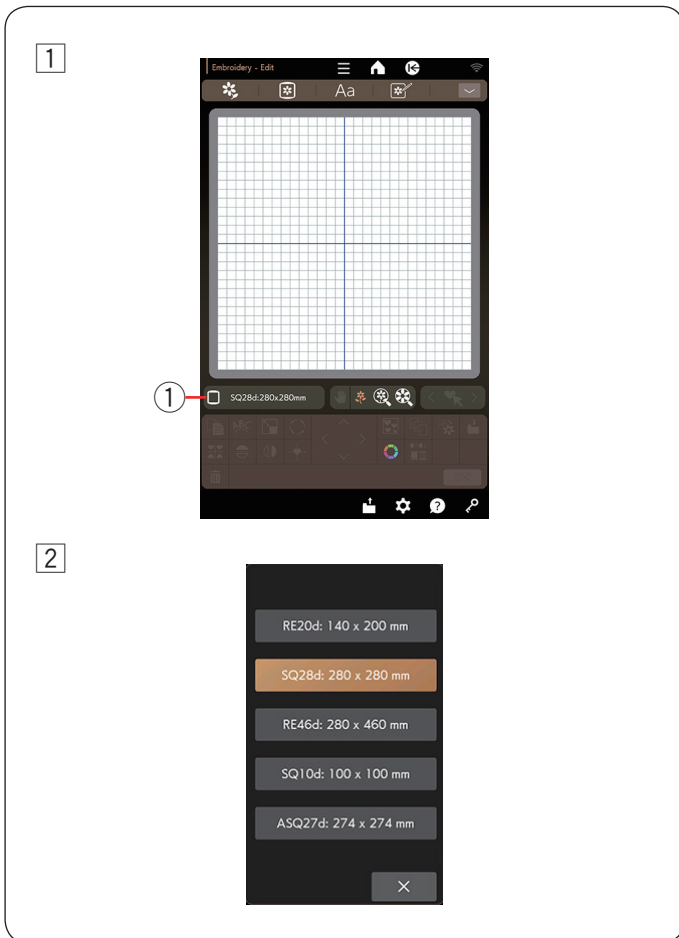 1
Embroidery - Edit
Aa
①
SQ28d:280x280mm
2
RE20d: 140 x 200 mm
SQ28d: 280 x 280 mm
RE46d: 280 x 460 mm
SQ10d: 100 x 100 mm
ASQ27d: 274 x 274 mm